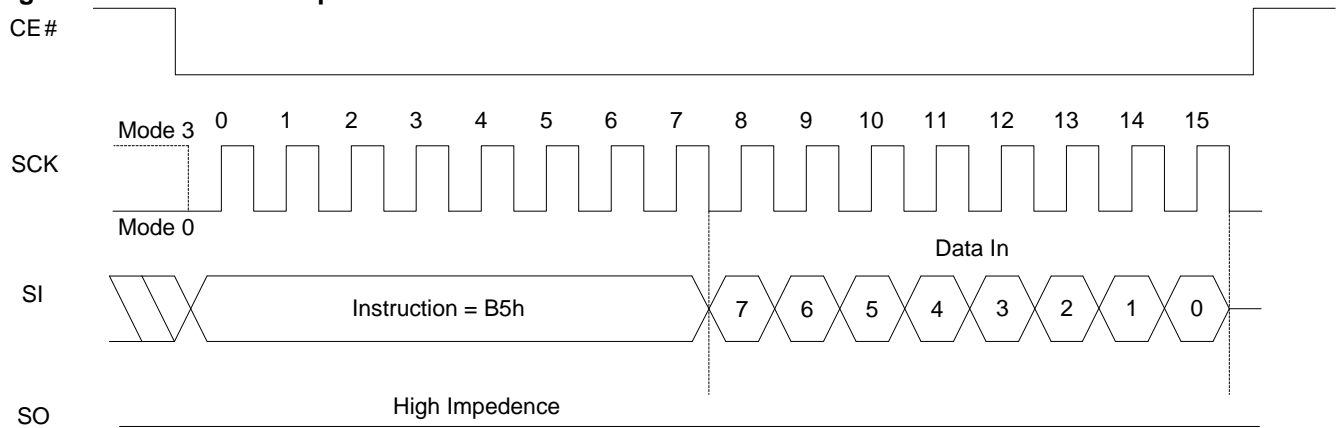 CE#
Mode 3 0 1 2 3 4 5 6 7 8 9 10 11 12 13 14 15
SCK
Mode 0
Data In
SI Instruction = B5h 7 6 5 4 3 2 1 0
High Impedence
SO